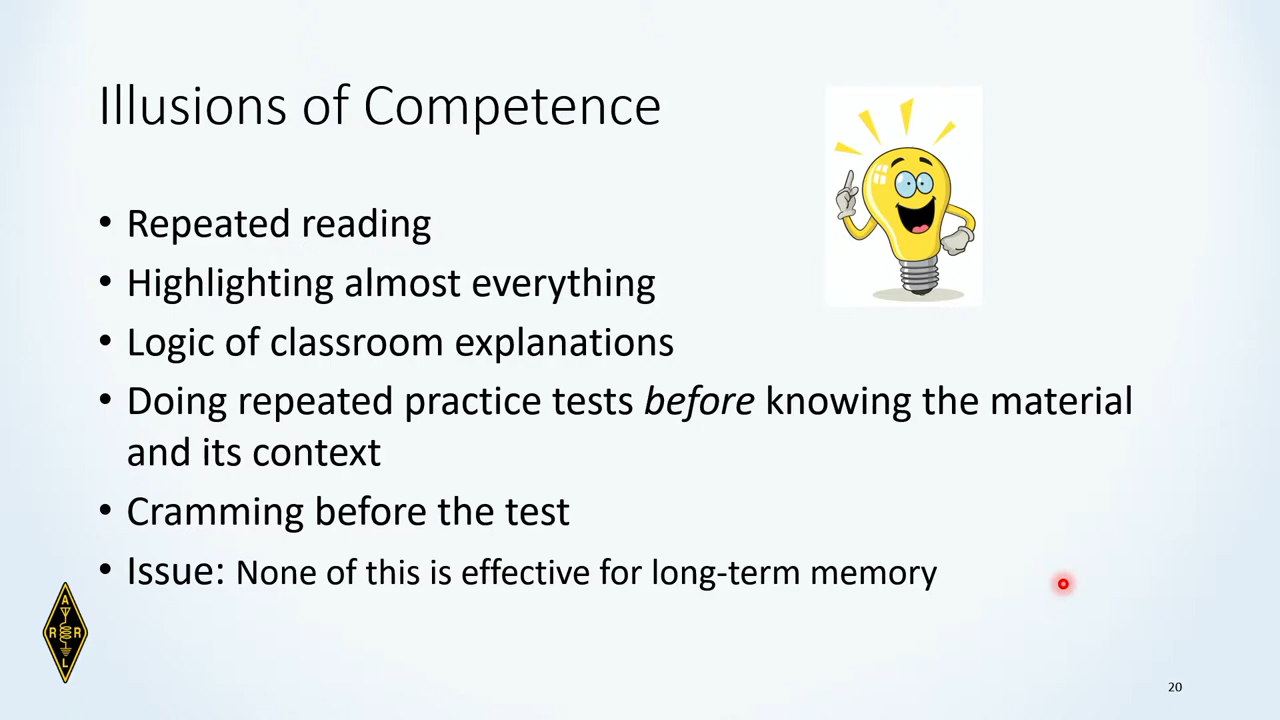 Illusions of Competence
• Repeated reading
• Highlighting almost everything
• Logic of classroom explanations
• Doing repeated practice tests before knowing the material
and its context
• Cramming before the test
• Issue: None of this is effective for long-term memory
A
R R
L
20